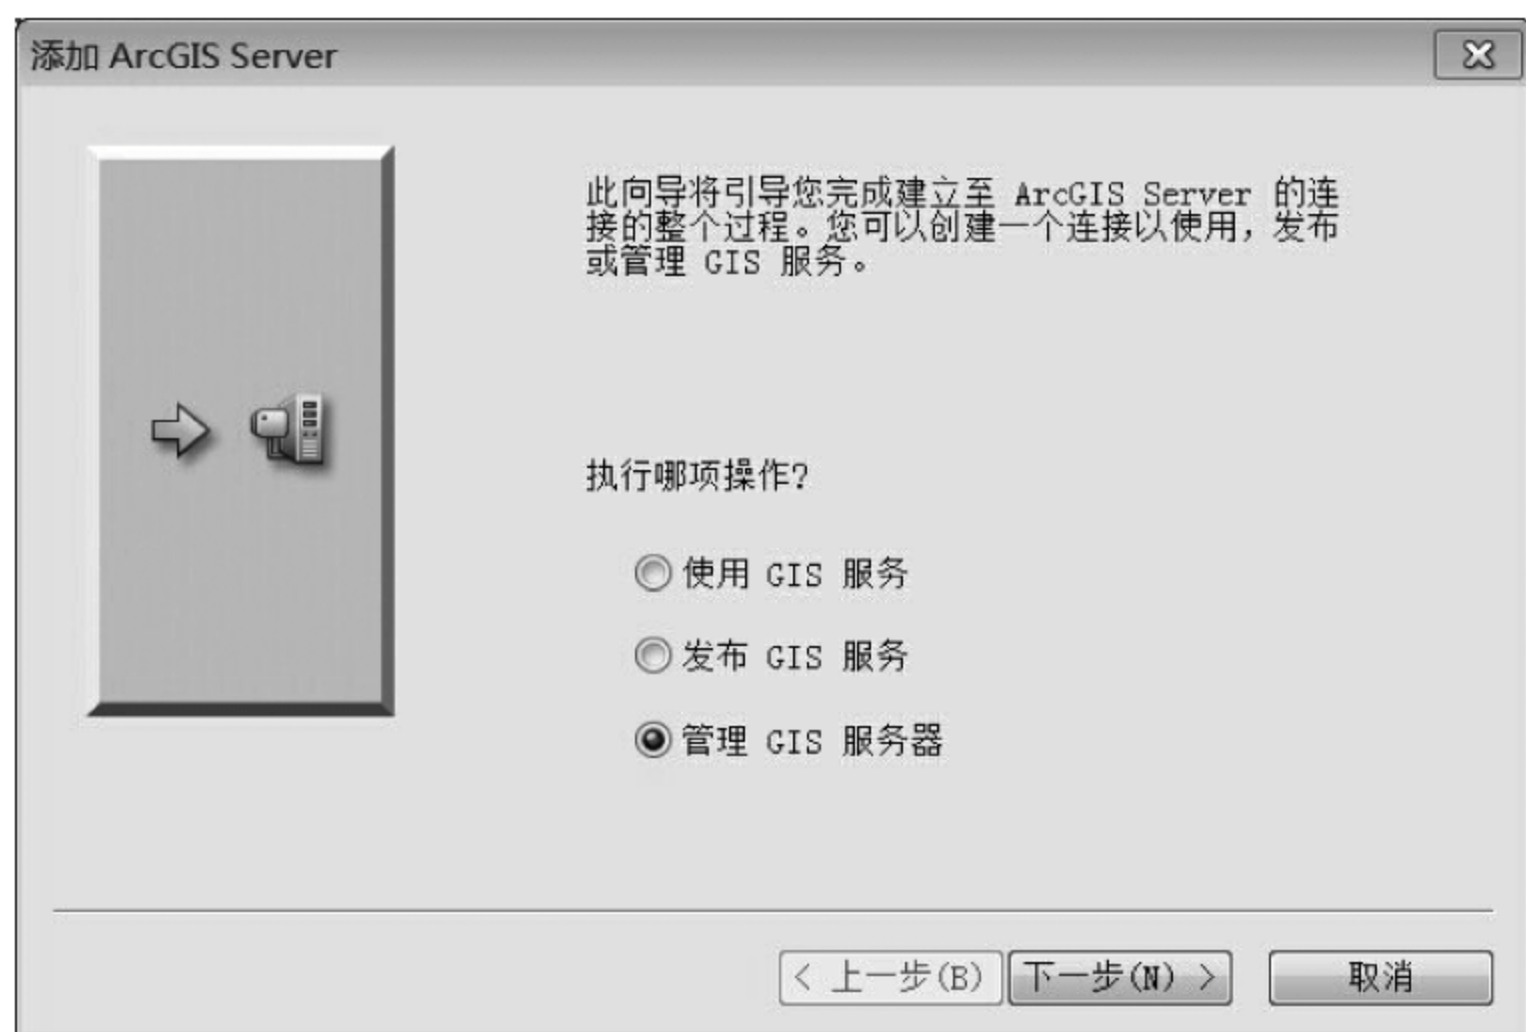 添加 ArcGIS Server
此向导将引导您完成建立至 ArcGIS Server 的连
接的整个过程。您可以创建一个连接以使用，发布
或管理 GIS 服务。
执行哪项操作?
使用 GIS 服务
发布 GIS 服务
管理 GIS 服务器
< 上一步(B) 下一步(N) > 取消